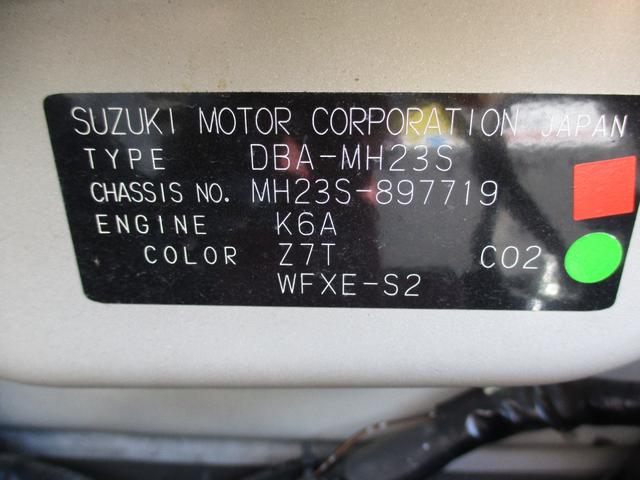 SUZUKI MOTOR CORPORATION JAPAN
TYPE DBA-MH23S
CHASSIS NO. MH23S-897719
ENGINE K6A
COLOR Z7T C02
WFXE-S2